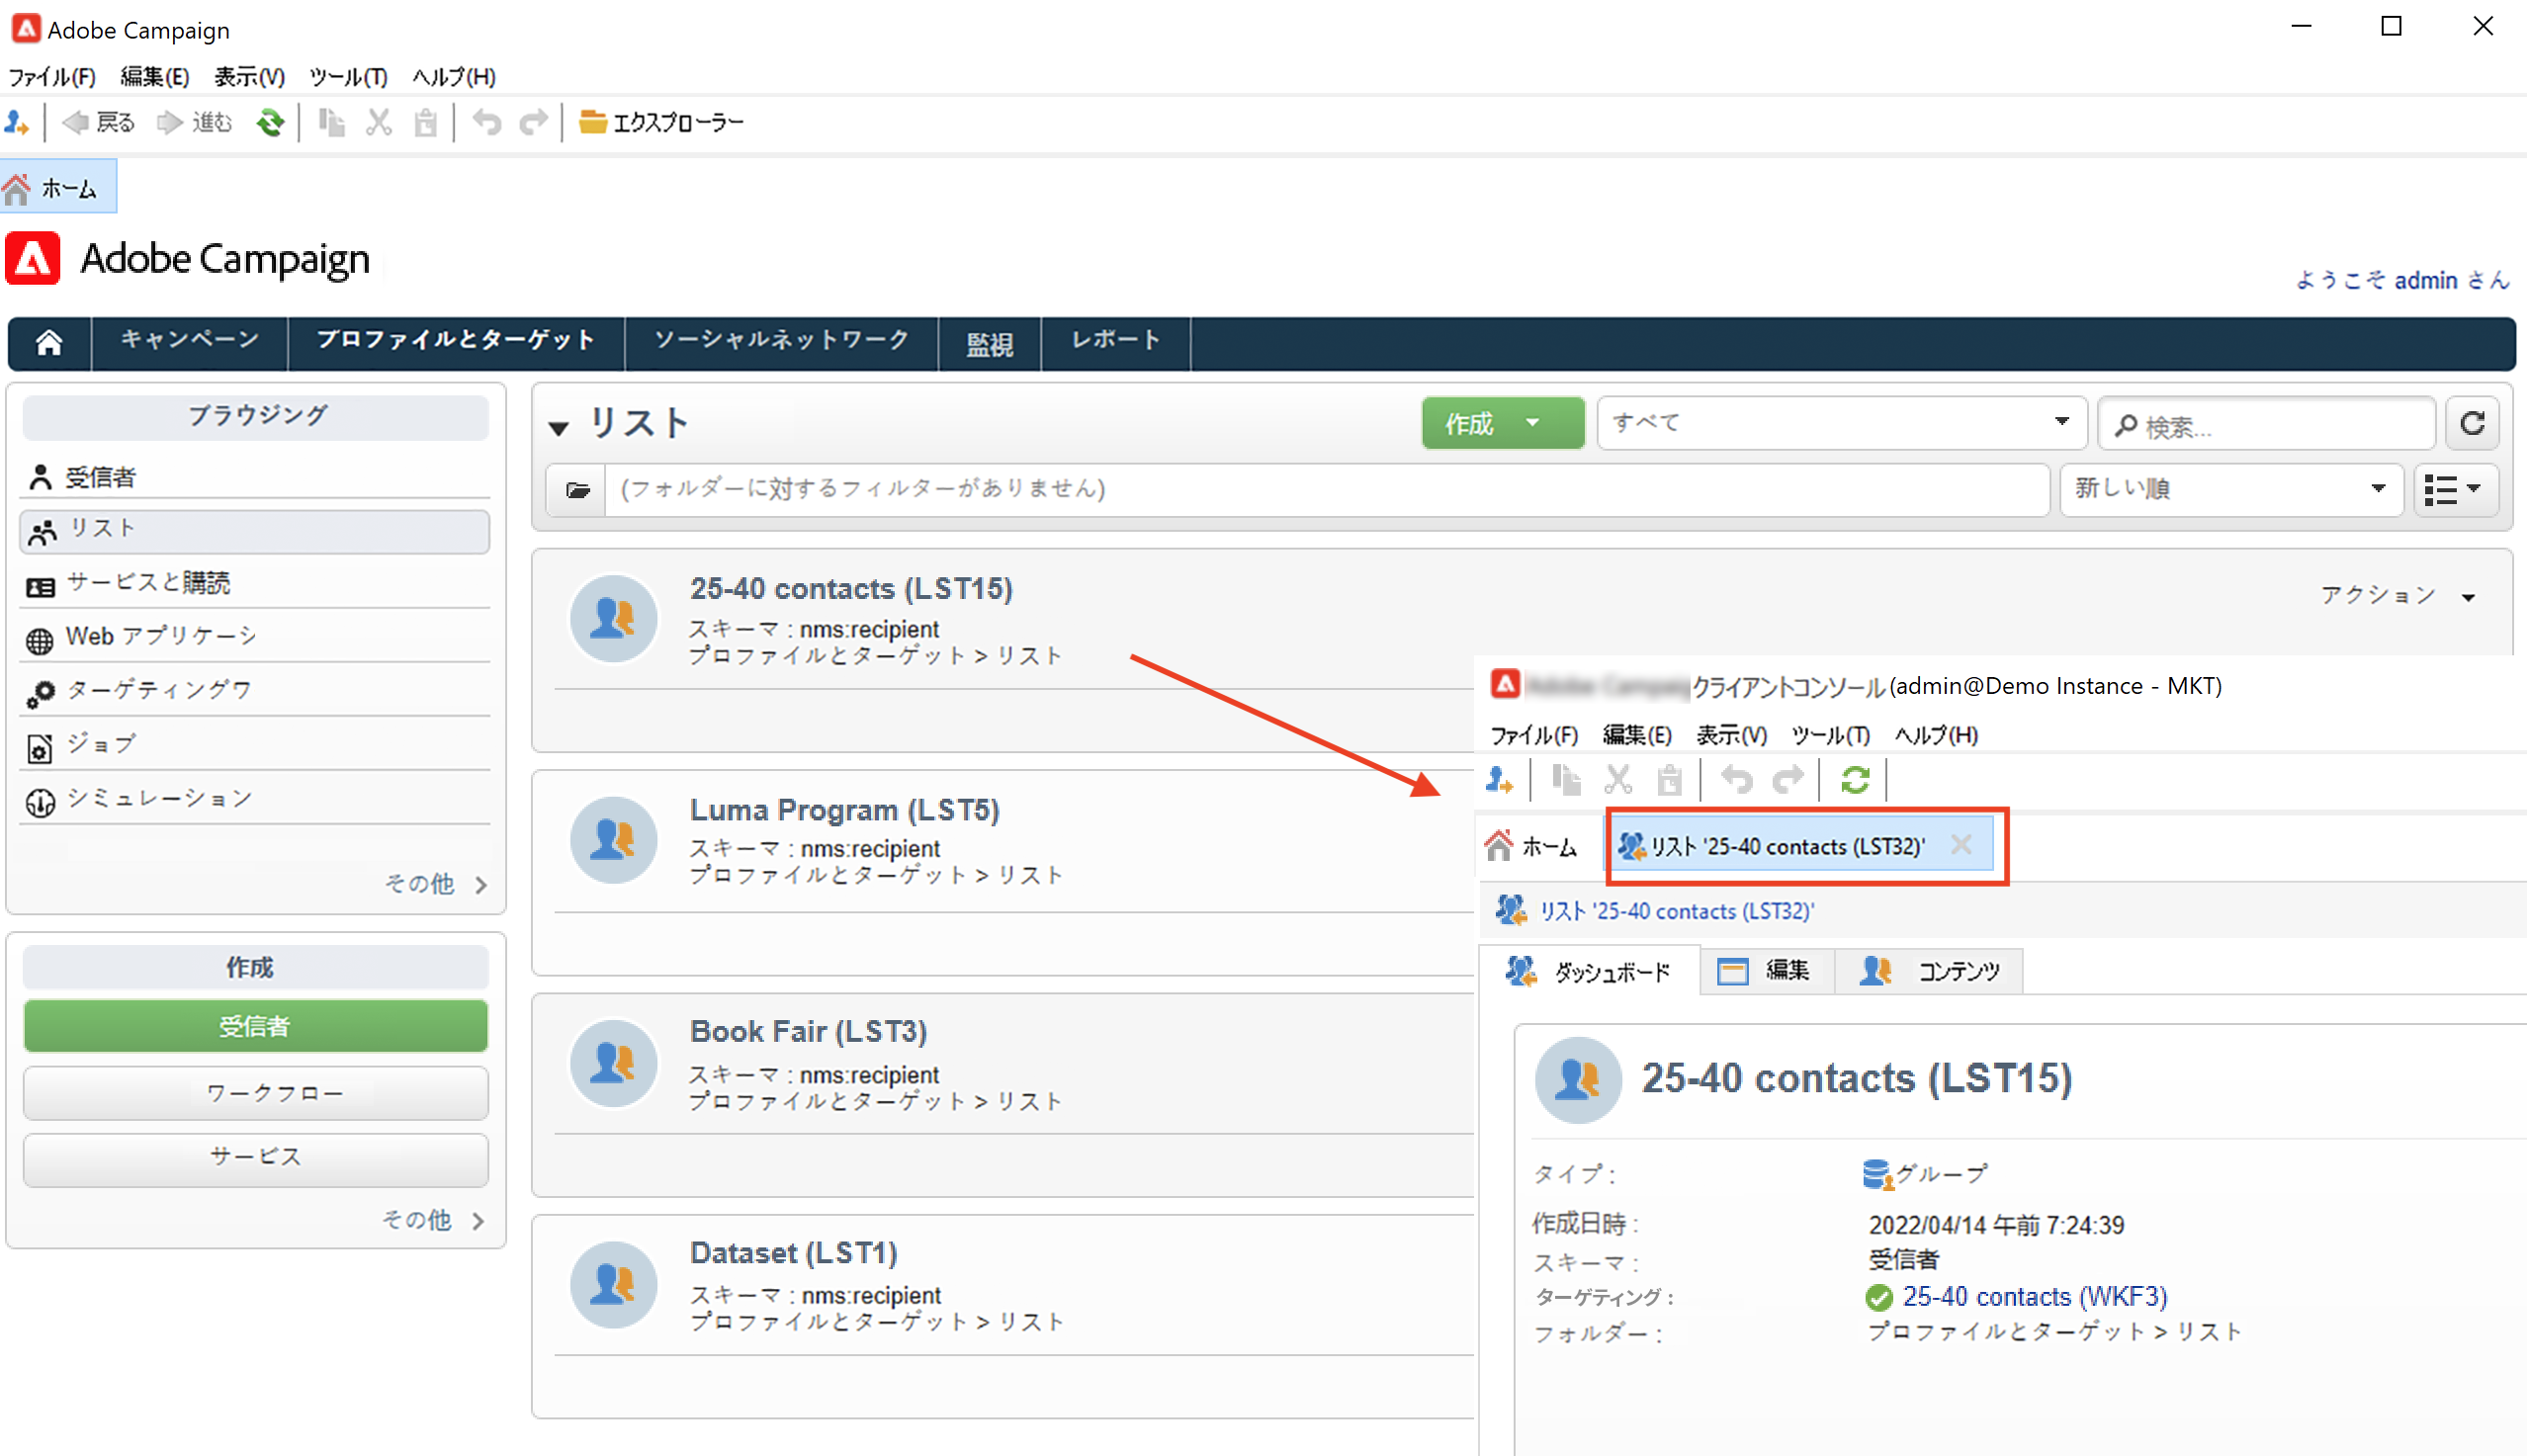 Adobe Campaign
ファイル(F) 編集(E) 表示(V) ツール(T) ヘルプ(H)
戻る 進む エクスプローラー
ホーム
Adobe Campaign
ようこそ admin さん
キャンペーン プロファイルとターゲット ソーシャルネットワーク 監視 レポート
ブラウジング
受信者
リスト
サービスと購読
Web アプリケーシ
ターゲティングワ
ジョブ
シミュレーション
その他
作成
受信者
ワークフロー
サービス
その他
リスト
作成 すべて 検索...
(フォルダーに対するフィルターがありません) 新しい順
25-40 contacts (LST15)
アクション
スキーマ : nms:recipient
プロファイルとターゲット > リスト
Luma Program (LST5)
スキーマ : nms:recipient
プロファイルとターゲット > リスト
Book Fair (LST3)
スキーマ : nms:recipient
プロファイルとターゲット > リスト
Dataset (LST1)
スキーマ : nms:recipient
プロファイルとターゲット > リスト
クライアントコンソール (admin@Demo Instance - MKT)
ファイル(F) 編集(E) 表示(V) ツール(T) ヘルプ(H)
ホーム リスト '25-40 contacts (LST32)'
リスト '25-40 contacts (LST32)'
ダッシュボード 編集 コンテンツ
25-40 contacts (LST15)
タイプ : グループ
作成日時 : 2022/04/14 午前 7:24:39
スキーマ : 受信者
ターゲティング : 25-40 contacts (WKF3)
フォルダー : プロファイルとターゲット > リスト